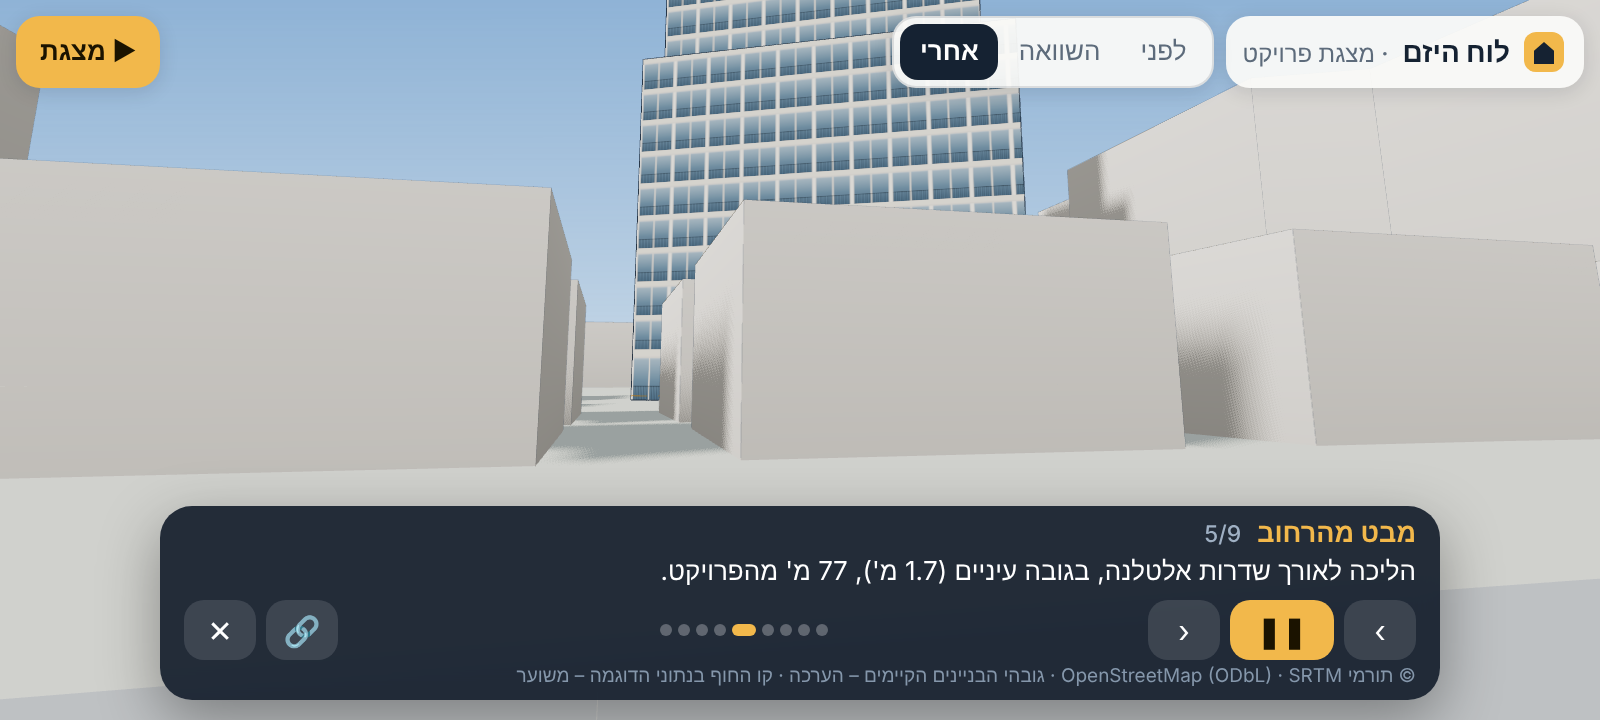 לוח היזם · מצגת פרויקט
לפני השוואה אחרי
▶ מצגת
מבט מהרחוב 5/9
הליכה לאורך שדרות אלטלנה, בגובה עיניים (1.7 מ'), 77 מ' מהפרויקט.
© תורמי OpenStreetMap (ODbL) · SRTM · גובהי הבניינים הקיימים – הערכה · קו החוף בנתוני הדוגמה – משוער